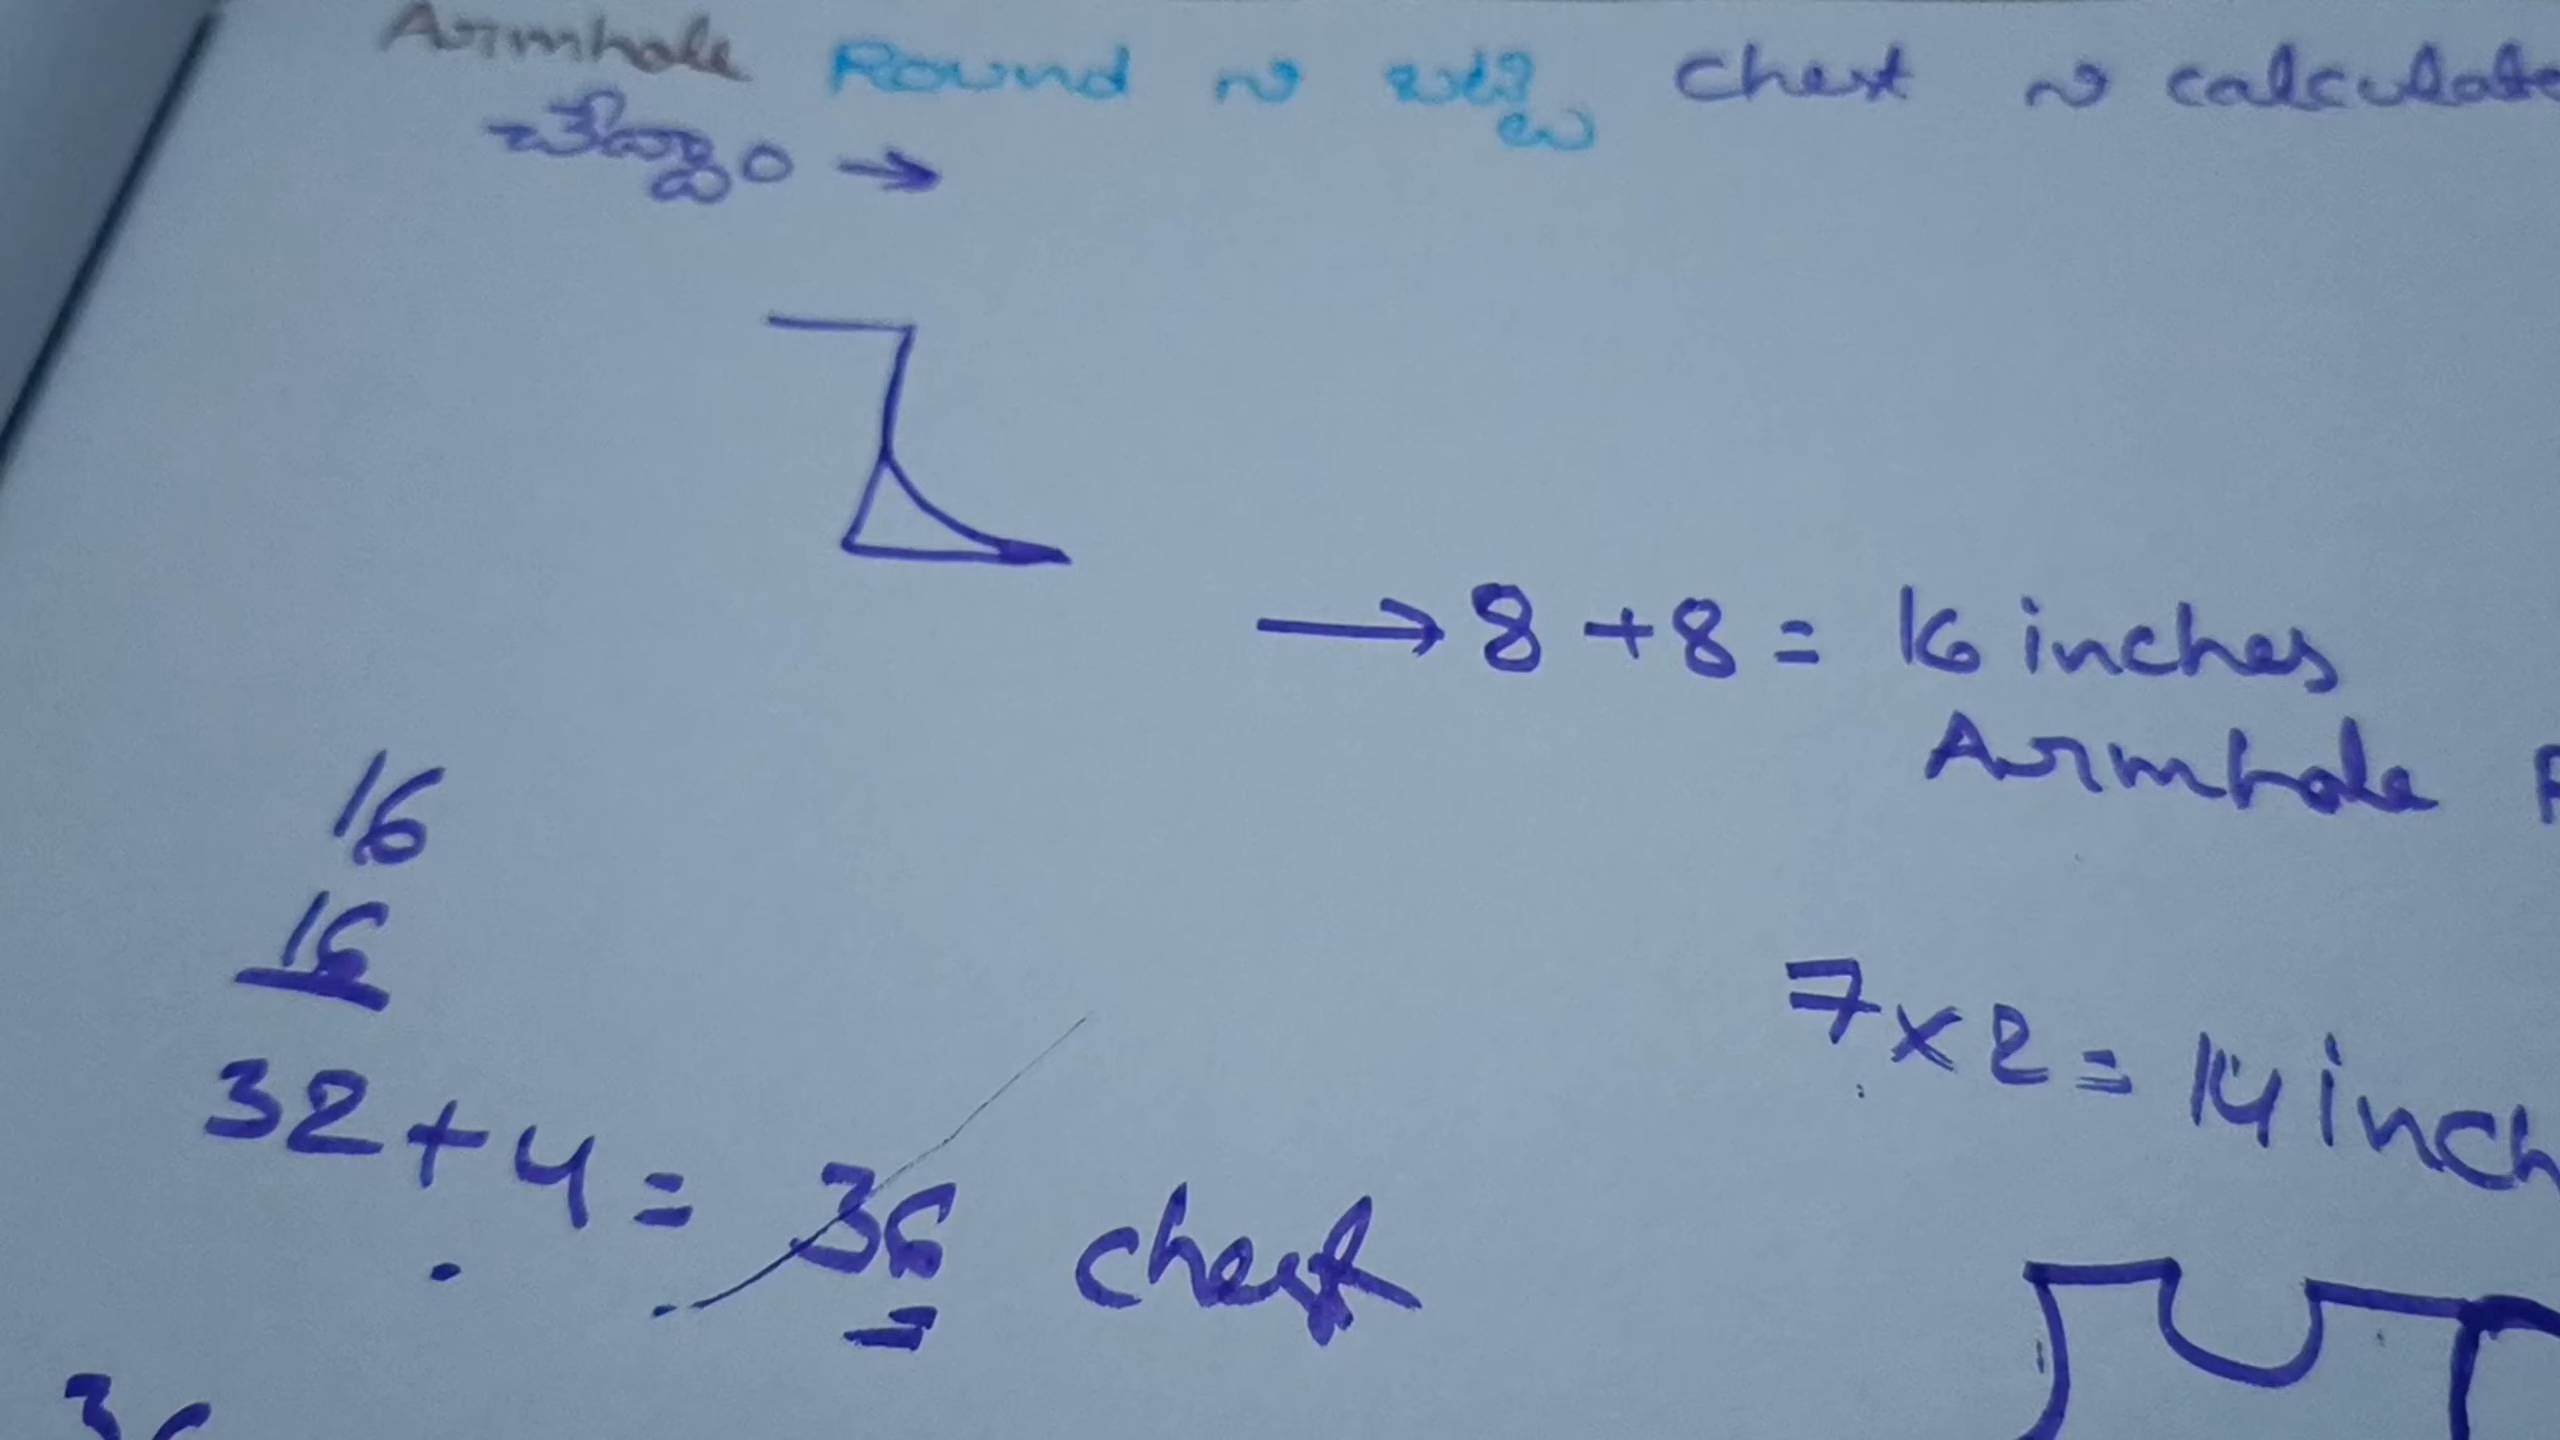 Armhole Round ని బట్టి Chest ని calculate
చేద్దాం →
→ 8 + 8 = 16 inches
Armhole
16
16
32 + 4 = 36 chest
7 x 2 = 14 inch
36